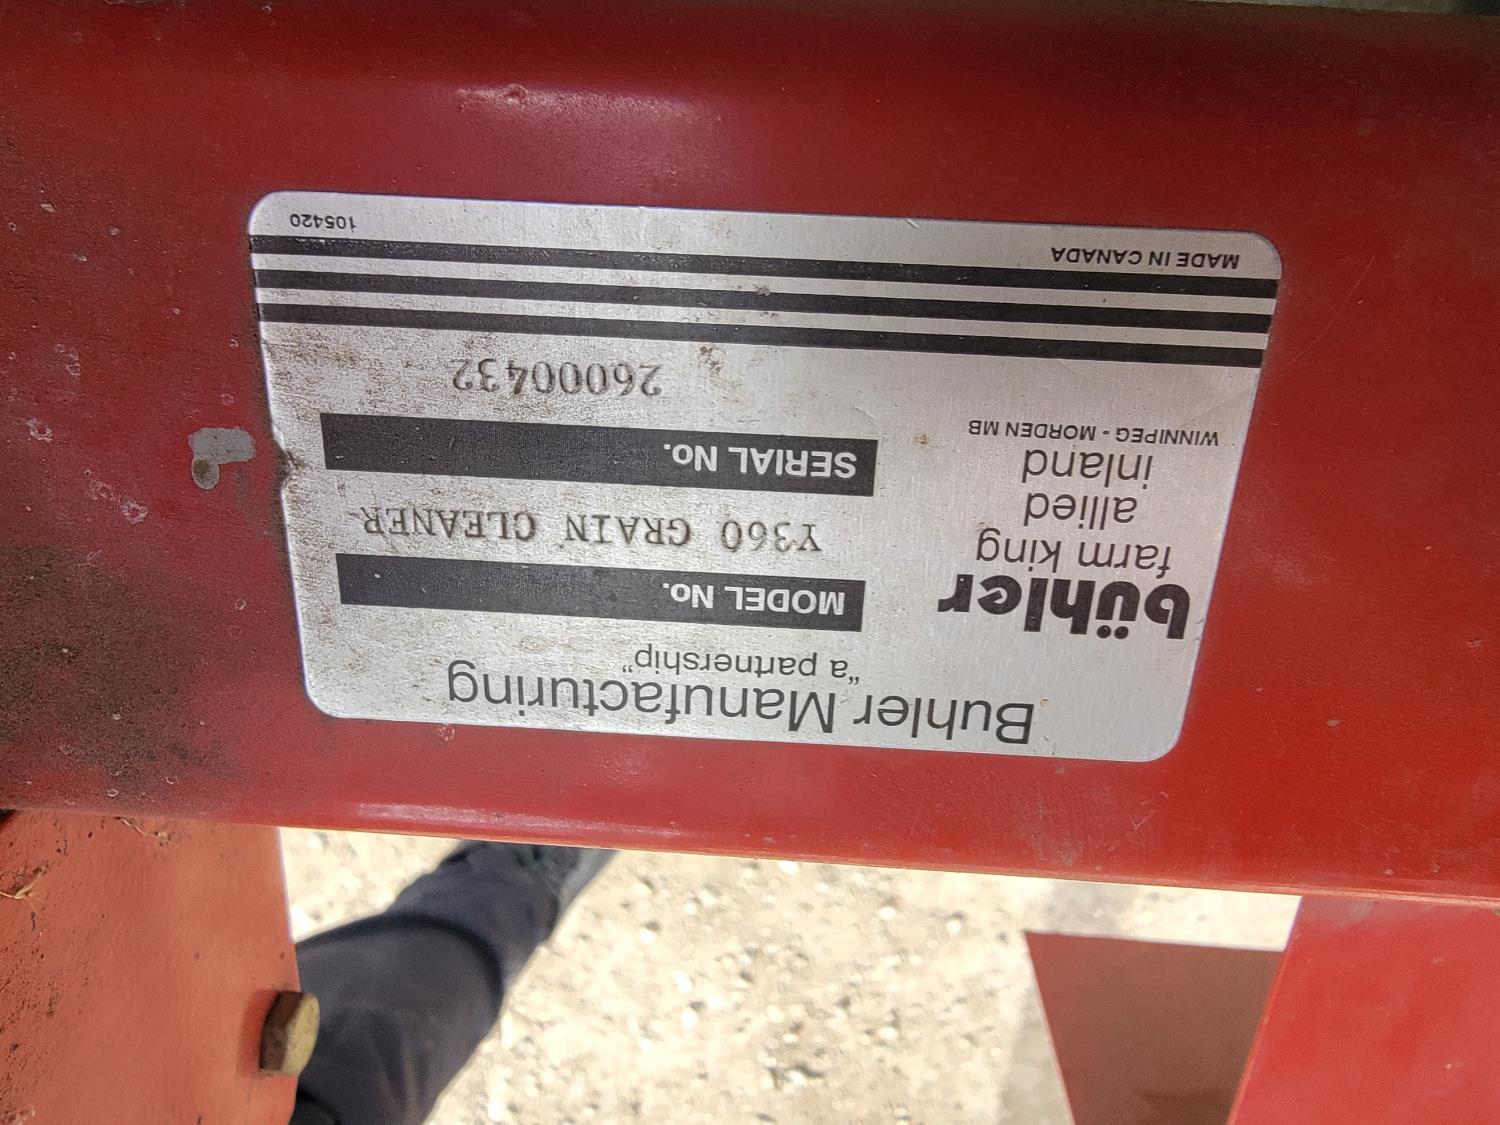 Buhler Manufacturing
“a partnership”
bühler
farm king
allied
inland
WINNIPEG - MORDEN MB
MODEL No.
Y360 GRAIN CLEANER
SERIAL No.
26000432
MADE IN CANADA
105420